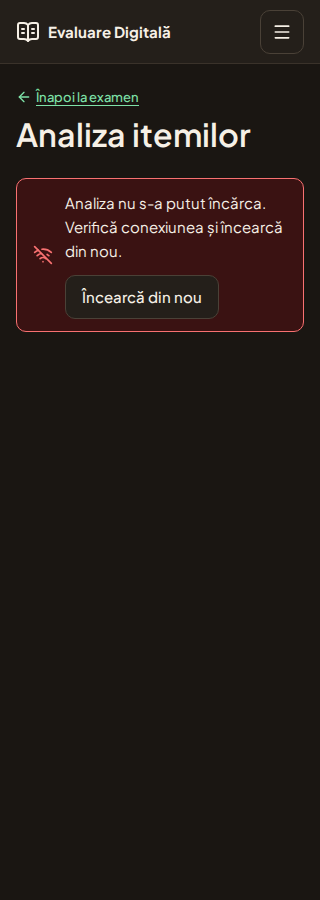 Evaluare Digitală
Înapoi la examen
Analiza itemilor
Analiza nu s-a putut încărca.
Verifică conexiunea și încearcă
din nou.
Încearcă din nou